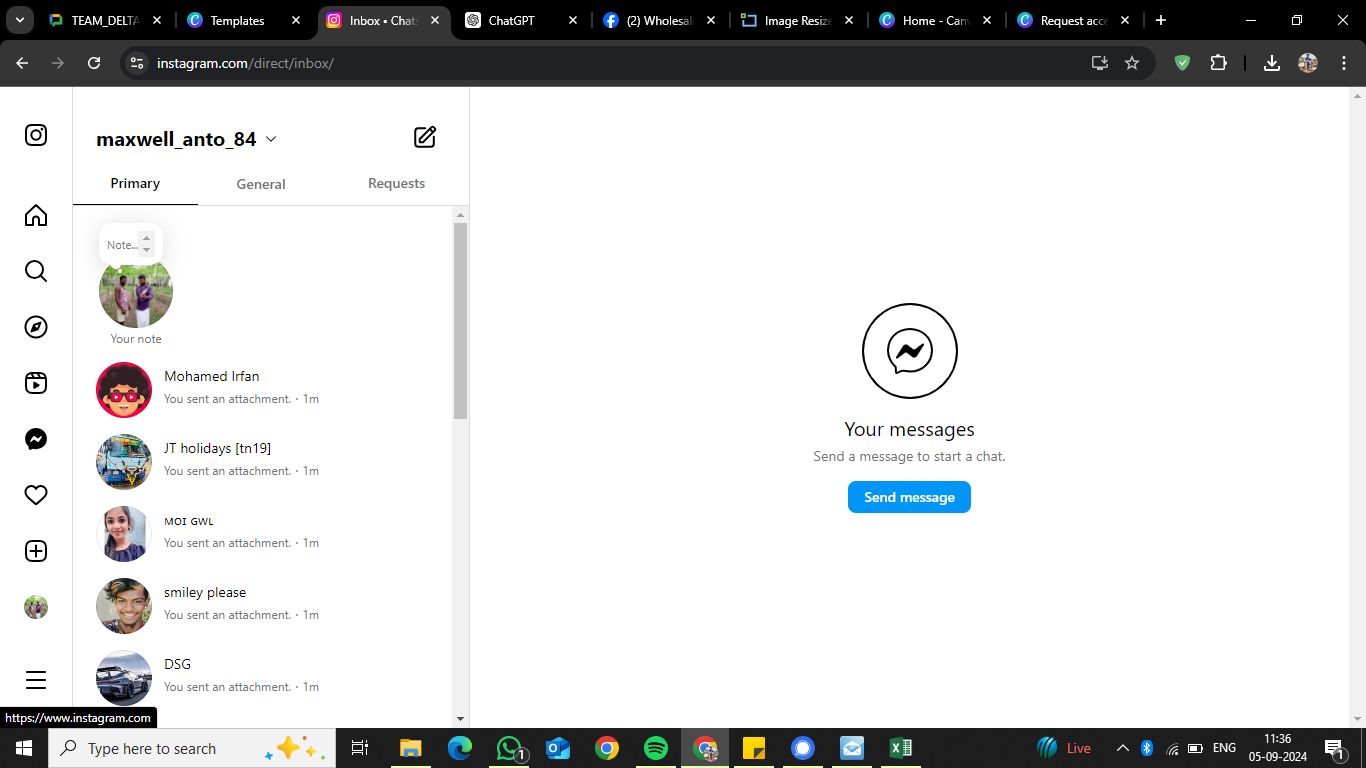 TEAM_DELTA
Templates
Inbox • Chats
ChatGPT
(2) Wholesal
Image Resize
Home - Can
Request acce
instagram.com/direct/inbox/
maxwell_anto_84
Primary
General
Requests
Note...
Your note
Mohamed Irfan
You sent an attachment. · 1m
JT holidays [tn19]
You sent an attachment. · 1m
ᴍᴏɪ ɢᴡʟ
You sent an attachment. · 1m
smiley please
You sent an attachment. · 1m
DSG
You sent an attachment. · 1m
Your messages
Send a message to start a chat.
Send message
https://www.instagram.com
Type here to search
1
Live
ENG
11:36
05-09-2024
1